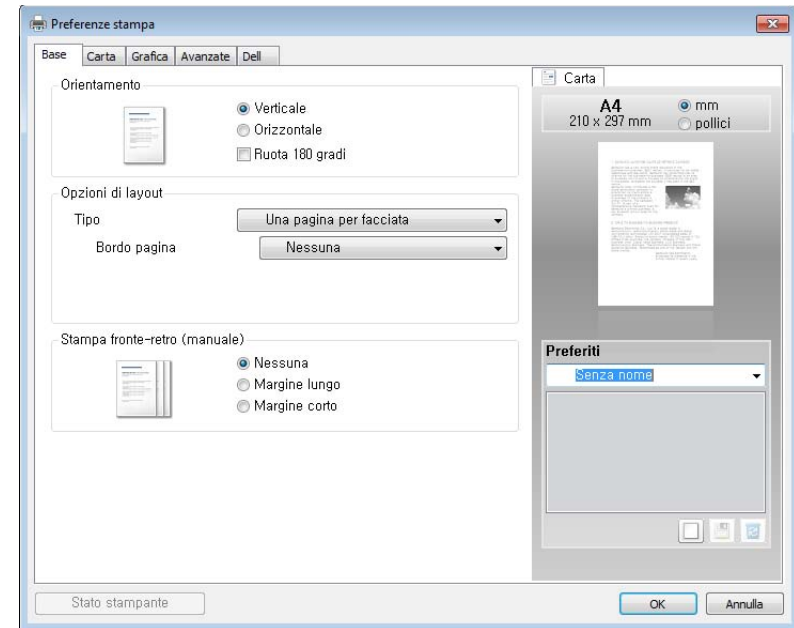 Preferenze stampa
Base Carta Grafica Avanzate Dell
Orientamento
Verticale
Orizzontale
Ruota 180 gradi
Opzioni di layout
Tipo Una pagina per facciata
Bordo pagina Nessuna
Stampa fronte-retro (manuale)
Nessuna
Margine lungo
Margine corto
Carta
A4
210 x 297 mm
mm
pollici
Preferiti
Senza nome
Stato stampante
OK Annulla